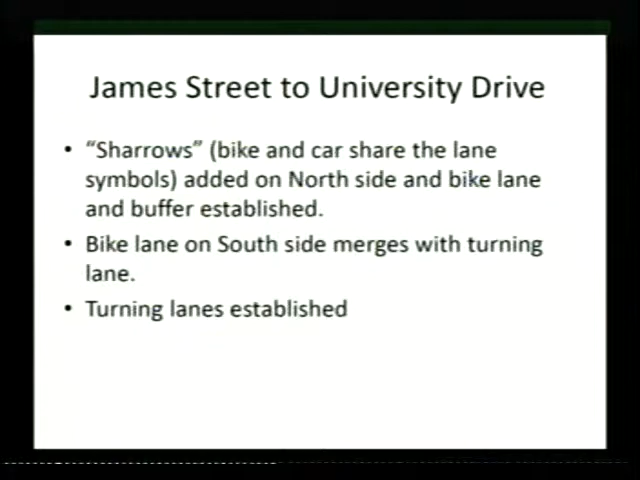 James Street to University Drive
• “Sharrows” (bike and car share the lane
symbols) added on North side and bike lane
and buffer established.
• Bike lane on South side merges with turning
lane.
• Turning lanes established